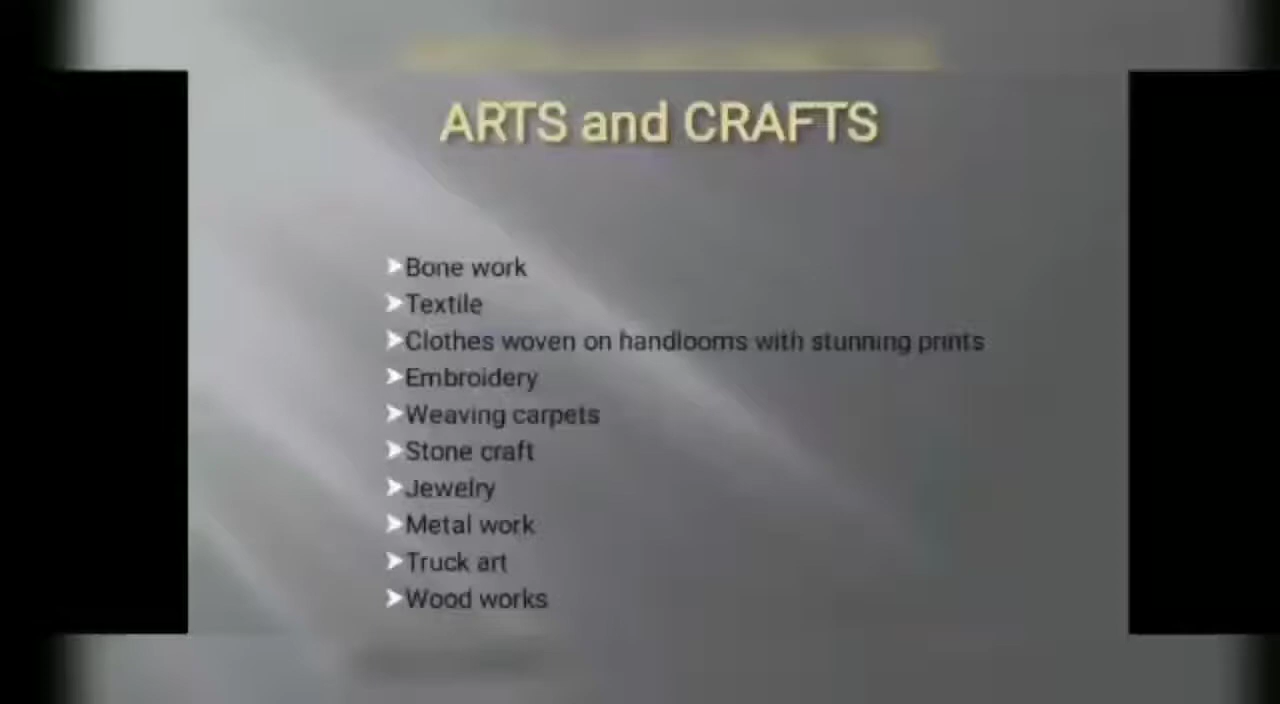 ARTS and CRAFTS
➤Bone work
➤Textile
➤Clothes woven on handlooms with stunning prints
➤Embroidery
➤Weaving carpets
➤Stone craft
➤Jewelry
➤Metal work
➤Truck art
➤Wood works